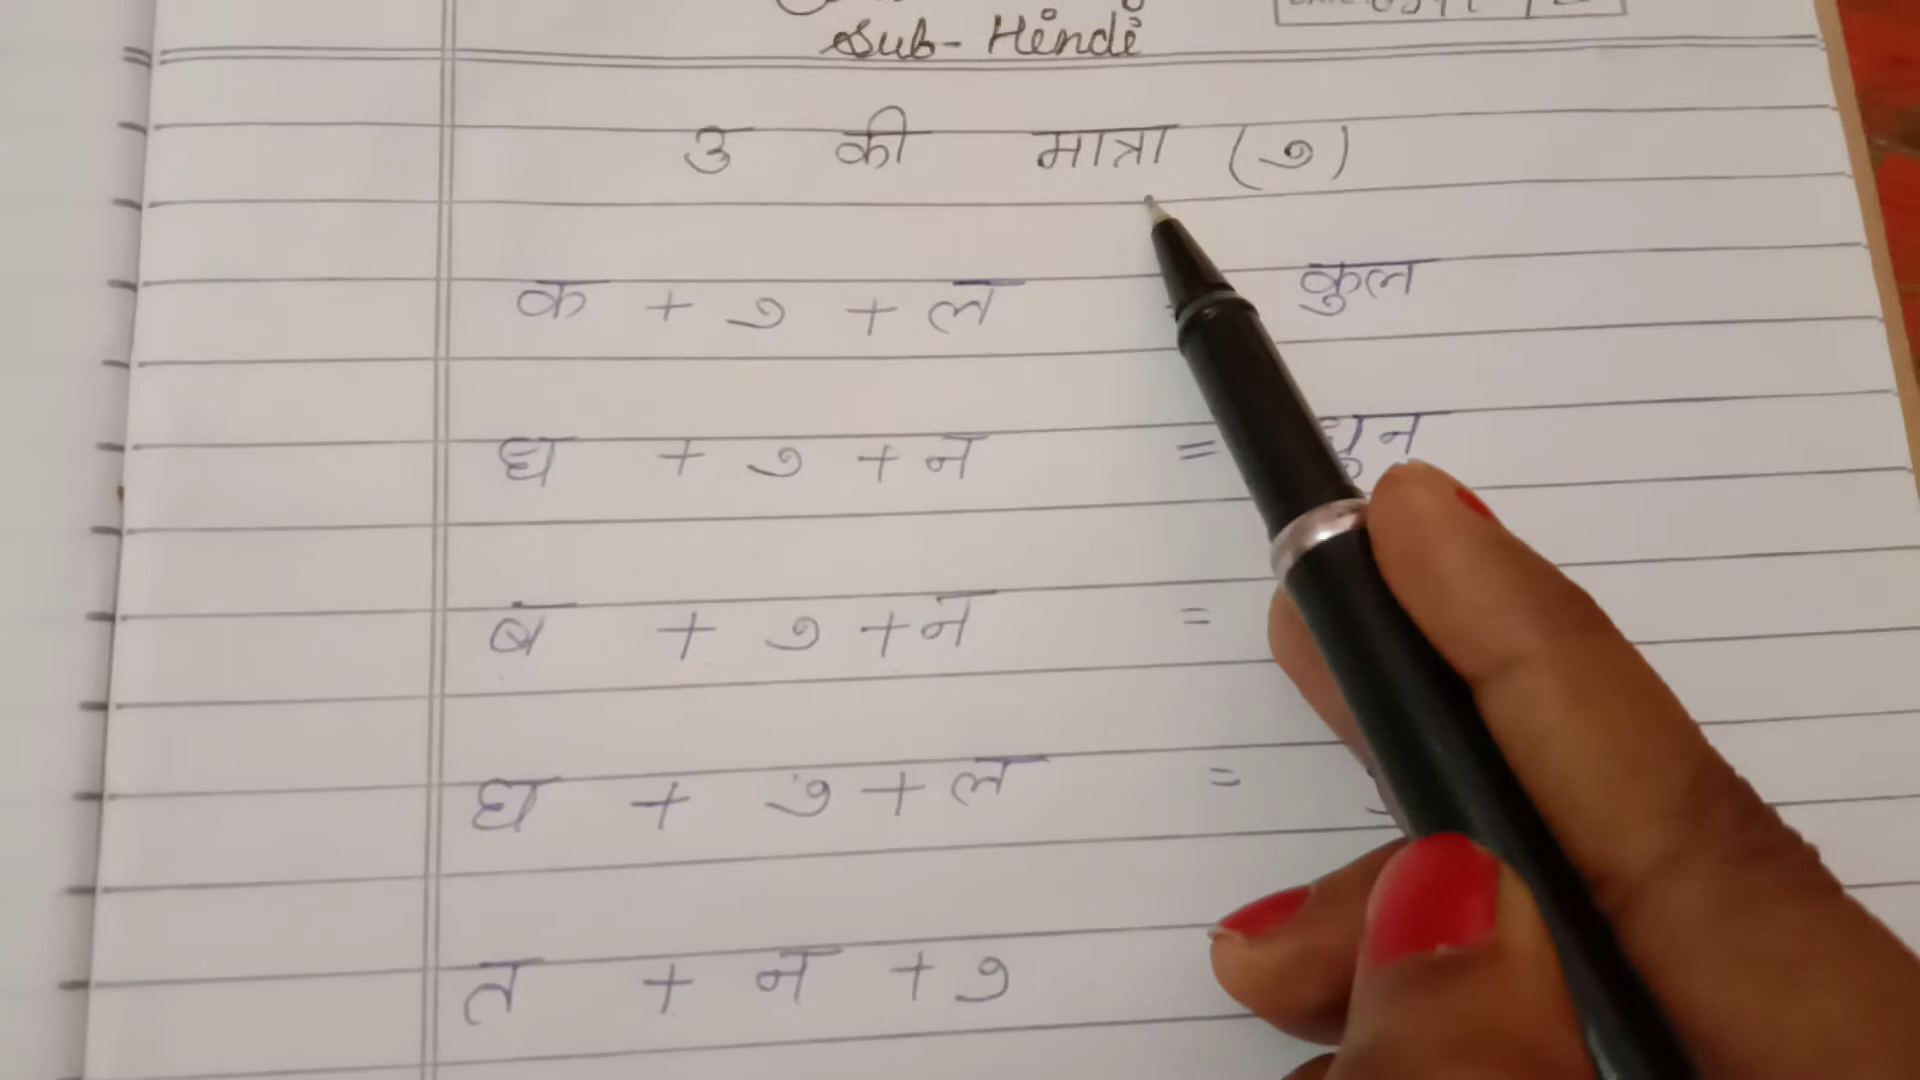 Sub- Hindi
उ की मात्रा (ु)
क + ु + ल कुल
ध + ु + न = धुन
ब + ु + न =
घ + ु + ल =
त + न + ु